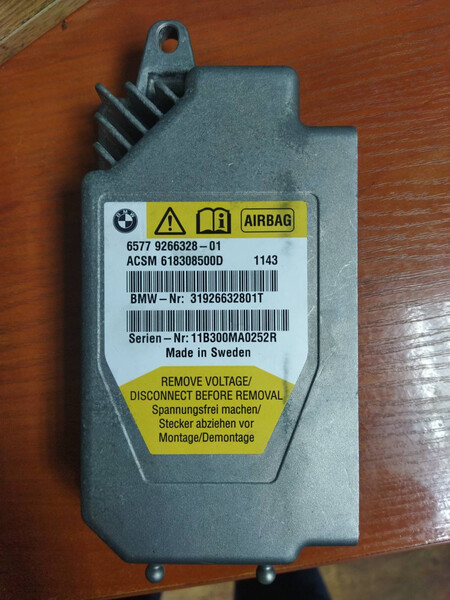 BMW
AIRBAG
6577 9266328-01
ACSM 618308500D 1143
BMW-Nr: 31926632801T
Serien-Nr: 11B300MA0252R
Made in Sweden
REMOVE VOLTAGE/
DISCONNECT BEFORE REMOVAL
Spannungsfrei machen/
Stecker abziehen vor
Montage/Demontage